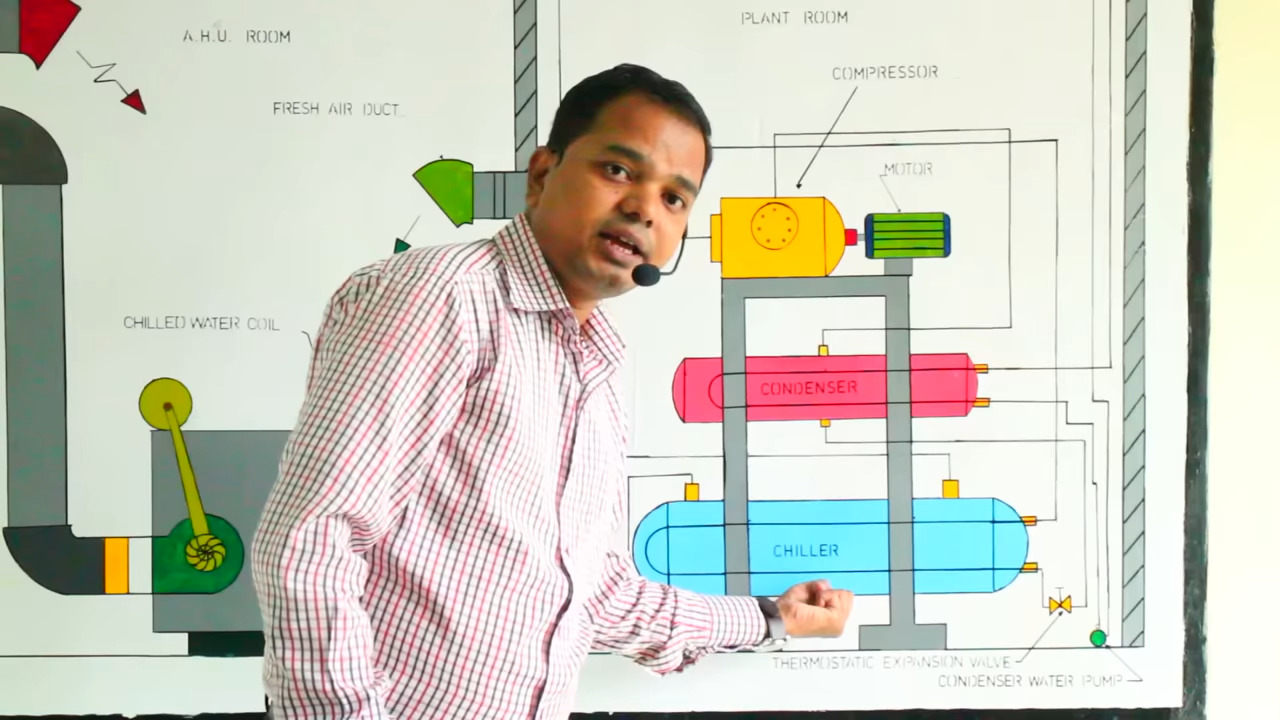 PLANT ROOM
A.H.U. ROOM
COMPRESSOR
FRESH AIR DUCT
MOTOR
CHILLED WATER COIL
CONDENSER
CHILLER
THERMOSTATIC EXPANSION VALVE
CONDENSER WATER PUMP